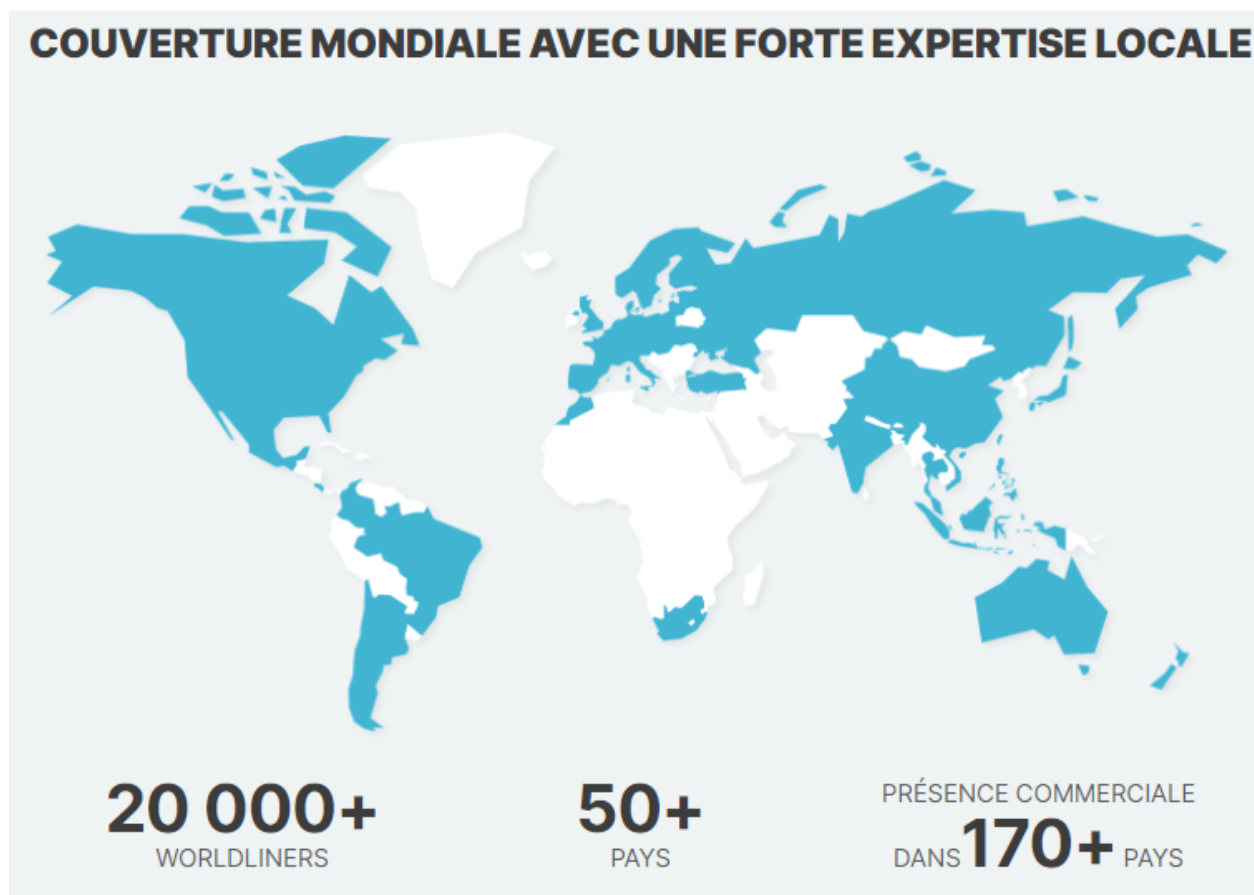 COUVERTURE MONDIALE AVEC UNE FORTE EXPERTISE LOCALE
20 000+
WORLDLINERS
50+
PAYS
PRÉSENCE COMMERCIALE
DANS 170+ PAYS